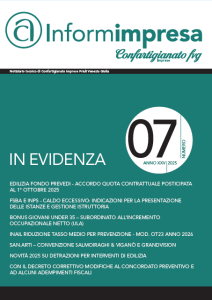 Informimpresa
Confartigianato fvg
Imprese
Notiziario tecnico di Confartigianato Imprese Friuli Venezia Giulia
07
NUMERO
ANNO XXV | 2025
IN EVIDENZA
EDILIZIA FONDO PREVEDI - ACCORDO QUOTA CONTRATTUALE POSTICIPATA
AL 1° OTTOBRE 2025
FSBA E INPS - CALDO ECCESSIVO: INDICAZIONI PER LA PRESENTAZIONE
DELLE ISTANZE E GESTIONE ISTRUTTORIA
BONUS GIOVANI UNDER 35 – SUBORDINATO ALL'INCREMENTO
OCCUPAZIONALE NETTO (ULA)
INAIL RIDUZIONE TASSO MEDIO PER PREVENZIONE - MOD. OT23 ANNO 2026
SAN.ARTI – CONVENZIONE SALMOIRAGHI & VIGANÒ E GRANDVISION
NOVITÀ 2025 SU DETRAZIONI PER INTERVENTI DI EDILIZIA
CON IL DECRETO CORRETTIVO MODIFICHE AL CONCORDATO PREVENTIVO E
AD ALCUNI ADEMPIMENTI FISCALI